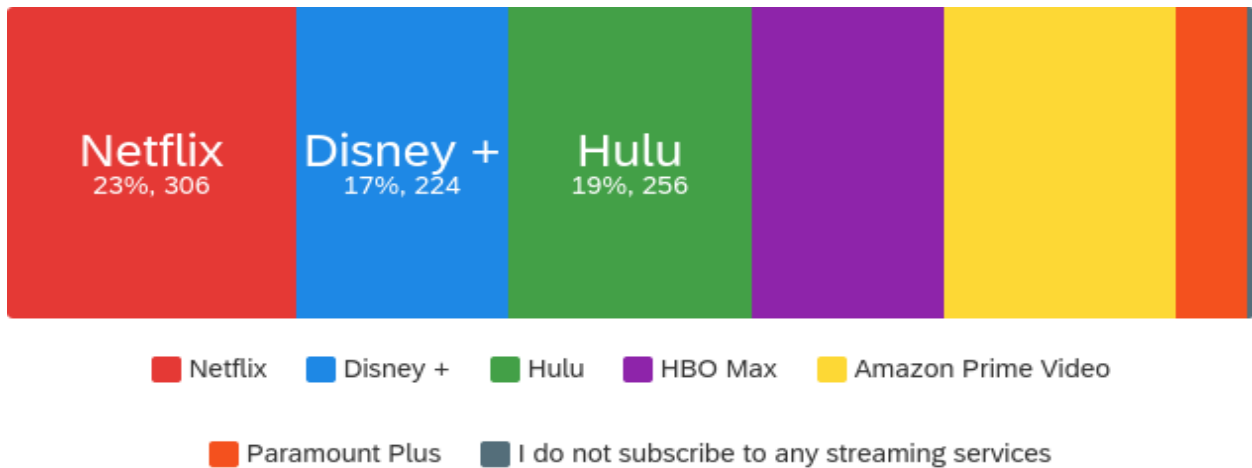 Netflix
23%, 306
Disney +
17%, 224
Hulu
19%, 256
Netflix Disney + Hulu HBO Max Amazon Prime Video
Paramount Plus I do not subscribe to any streaming services